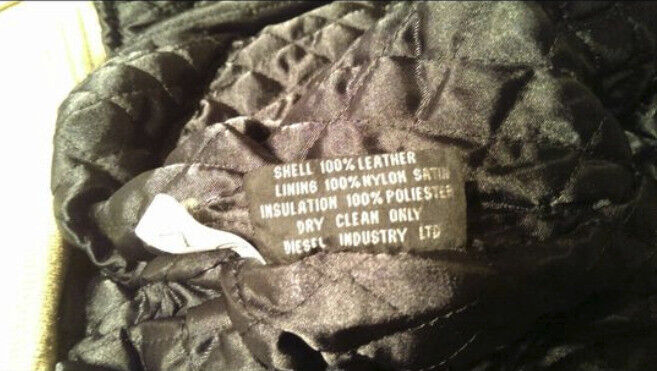 SHELL 100% LEATHER
LINING 100% NYLON SATIN
INSULATION 100% POLIESTER
DRY CLEAN ONLY
DIESEL INDUSTRY LTD